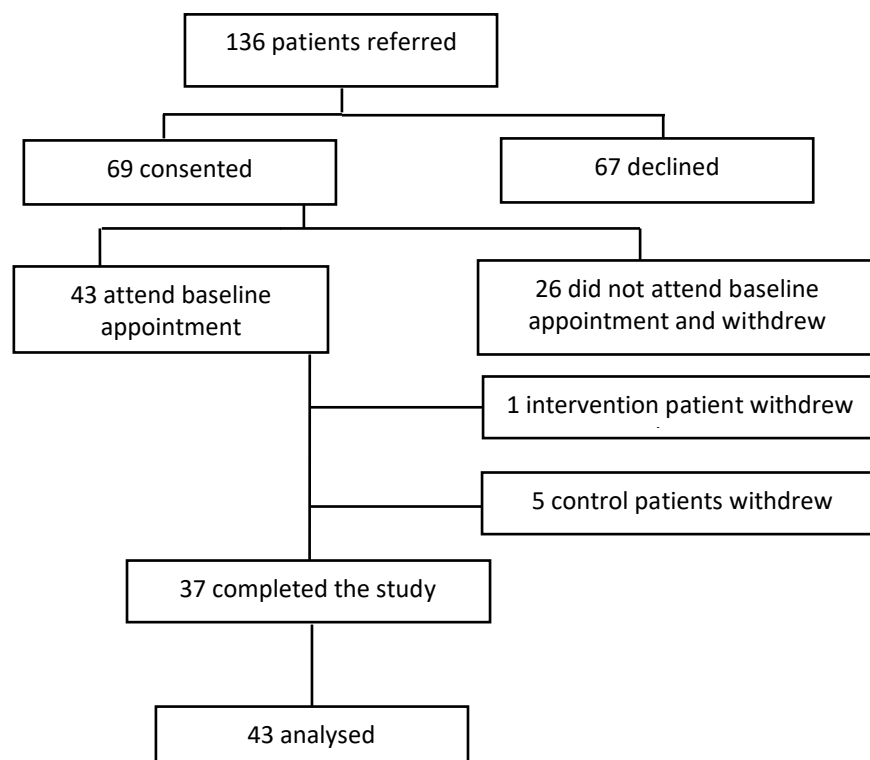 136 patients referred
69 consented
67 declined
43 attend baseline
appointment
26 did not attend baseline
appointment and withdrew
1 intervention patient withdrew
5 control patients withdrew
37 completed the study
43 analysed